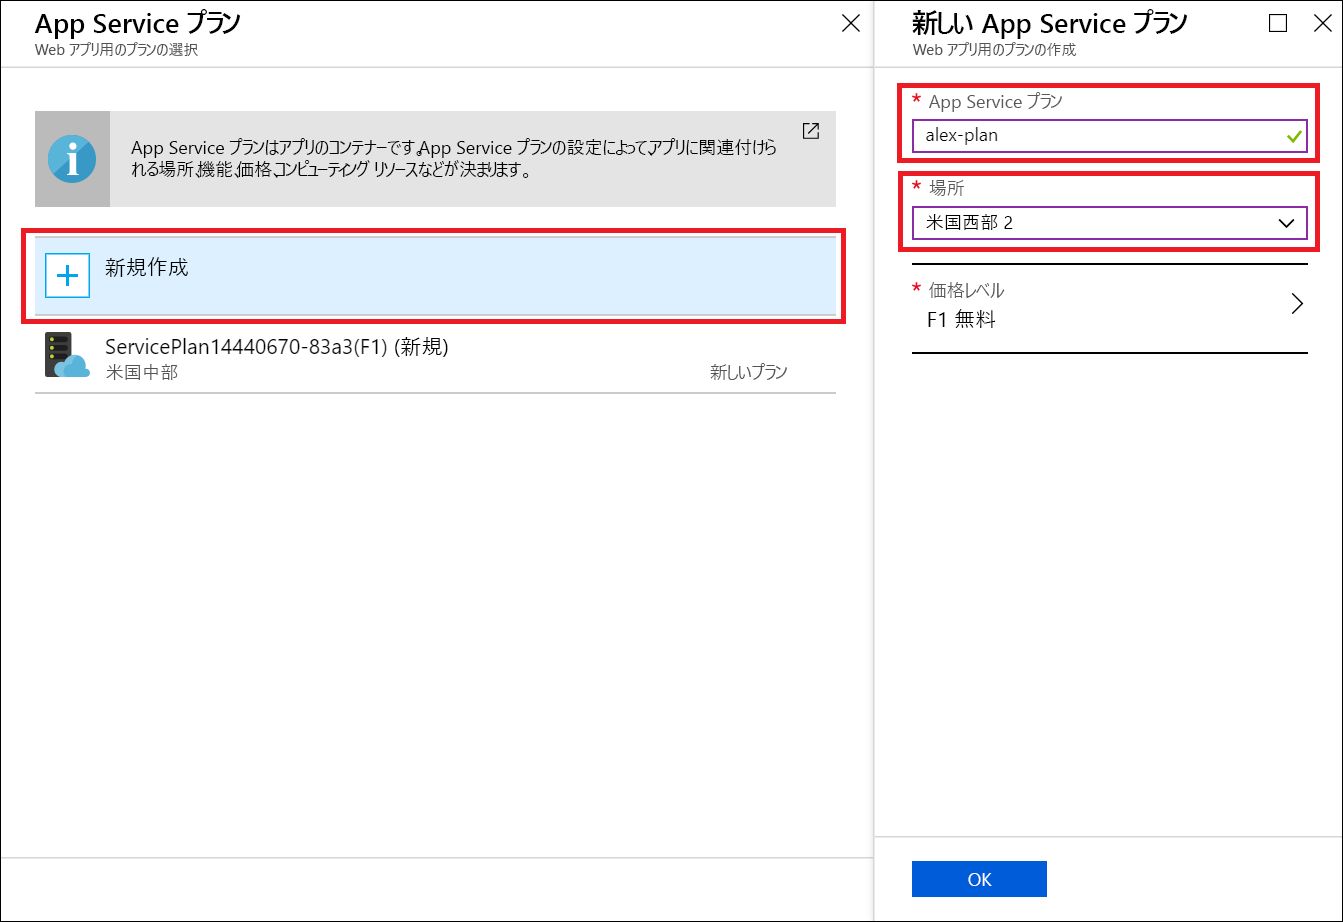 App Service プラン
Web アプリ用のプランの選択
App Service プランはアプリのコンテナーです。App Service プランの設定によって、アプリに関連付けら
れる場所、機能、価格、コンピューティング リソースなどが決まります。
新規作成
ServicePlan14440670-83a3(F1) (新規)
米国中部
新しいプラン
新しい App Service プラン
Web アプリ用のプランの作成
* App Service プラン
alex-plan
* 場所
米国西部 2
* 価格レベル
F1 無料
OK